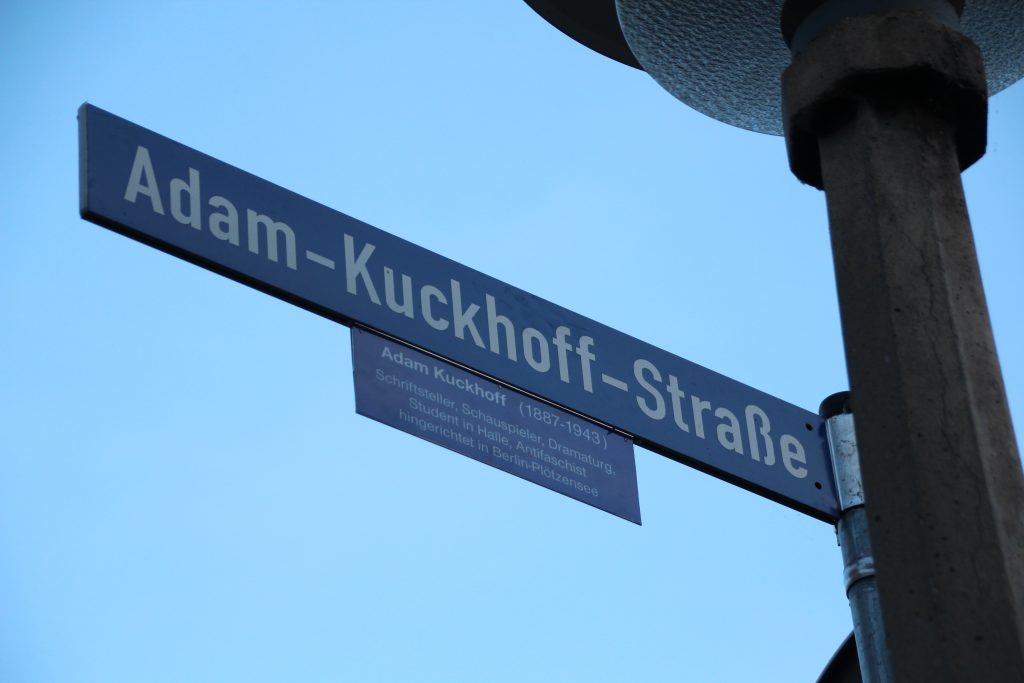 Adam-Kuckhoff-Straße
Adam Kuckhoff (1887-1943)
Schriftsteller, Schauspieler, Dramaturg,
Student in Halle, Antifaschist
hingerichtet in Berlin-Plötzensee